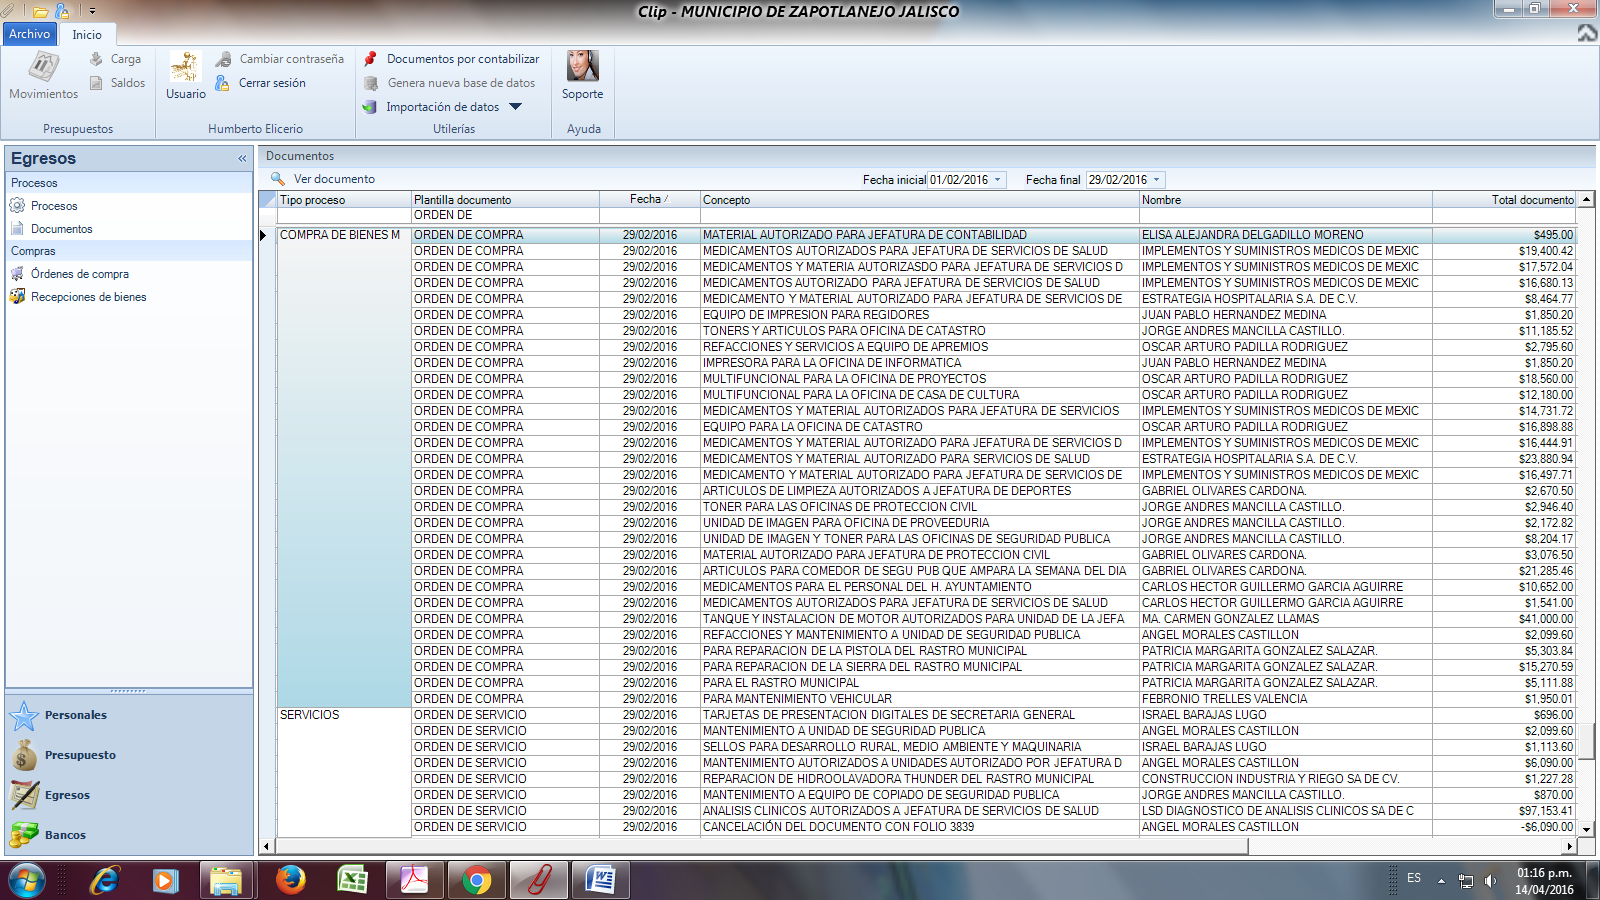 Clip - MUNICIPIO DE ZAPOTLANEJO JALISCO
Archivo Inicio
Movimientos Carga Saldos
Presupuestos
Usuario Cambiar contraseña Cerrar sesión
Humberto Elicerio
Documentos por contabilizar
Genera nueva base de datos
Importación de datos
Utilerías
Soporte
Ayuda
Egresos «
Procesos
Procesos
Documentos
Compras
Órdenes de compra
Recepciones de bienes
Personales
Presupuesto
Egresos
Bancos
Documentos
Ver documento Fecha inicial 01/02/2016 Fecha final 29/02/2016
Tipo proceso Plantilla documento Fecha / Concepto Nombre Total documento
ORDEN DE
COMPRA DE BIENES M ORDEN DE COMPRA 29/02/2016 MATERIAL AUTORIZADO PARA JEFATURA DE CONTABILIDAD ELISA ALEJANDRA DELGADILLO MORENO $495.00
ORDEN DE COMPRA 29/02/2016 MEDICAMENTOS AUTORIZADOS PARA JEFATURA DE SERVICIOS DE SALUD IMPLEMENTOS Y SUMINISTROS MEDICOS DE MEXIC $19,400.42
ORDEN DE COMPRA 29/02/2016 MEDICAMENTOS Y MATERIA AUTORIZASDO PARA JEFATURA DE SERVICIOS D IMPLEMENTOS Y SUMINISTROS MEDICOS DE MEXIC $17,572.04
ORDEN DE COMPRA 29/02/2016 MEDICAMENTOS AUTORIZADO PARA JEFATURA DE SERVICIOS DE SALUD IMPLEMENTOS Y SUMINISTROS MEDICOS DE MEXIC $16,680.13
ORDEN DE COMPRA 29/02/2016 MEDICAMENTO Y MATERIAL AUTORIZADO PARA JEFATURA DE SERVICIOS DE ESTRATEGIA HOSPITALARIA S.A. DE C.V. $8,464.77
ORDEN DE COMPRA 29/02/2016 EQUIPO DE IMPRESION PARA REGIDORES JUAN PABLO HERNANDEZ MEDINA $1,850.20
ORDEN DE COMPRA 29/02/2016 TONERS Y ARTICULOS PARA OFICINA DE CATASTRO JORGE ANDRES MANCILLA CASTILLO. $11,185.52
ORDEN DE COMPRA 29/02/2016 REFACCIONES Y SERVICIOS A EQUIPO DE APREMIOS OSCAR ARTURO PADILLA RODRIGUEZ $2,795.60
ORDEN DE COMPRA 29/02/2016 IMPRESORA PARA LA OFICINA DE INFORMATICA JUAN PABLO HERNANDEZ MEDINA $1,850.20
ORDEN DE COMPRA 29/02/2016 MULTIFUNCIONAL PARA LA OFICINA DE PROYECTOS OSCAR ARTURO PADILLA RODRIGUEZ $18,560.00
ORDEN DE COMPRA 29/02/2016 MULTIFUNCIONAL PARA LA OFICINA DE CASA DE CULTURA OSCAR ARTURO PADILLA RODRIGUEZ $12,180.00
ORDEN DE COMPRA 29/02/2016 MEDICAMENTOS Y MATERIAL AUTORIZADOS PARA JEFATURA DE SERVICIOS IMPLEMENTOS Y SUMINISTROS MEDICOS DE MEXIC $14,731.72
ORDEN DE COMPRA 29/02/2016 EQUIPO PARA LA OFICINA DE CATASTRO OSCAR ARTURO PADILLA RODRIGUEZ $16,898.88
ORDEN DE COMPRA 29/02/2016 MEDICAMENTOS Y MATERIAL AUTORIZADO PARA JEFATURA DE SERVICIOS D IMPLEMENTOS Y SUMINISTROS MEDICOS DE MEXIC $16,444.91
ORDEN DE COMPRA 29/02/2016 MEDICAMENTOS Y MATERIAL AUTORIZADO PARA SERVICIOS DE SALUD ESTRATEGIA HOSPITALARIA S.A. DE C.V. $23,880.94
ORDEN DE COMPRA 29/02/2016 MEDICAMENTO Y MATERIAL AUTORIZADO PARA JEFATURA DE SERVICIOS DE IMPLEMENTOS Y SUMINISTROS MEDICOS DE MEXIC $16,497.71
ORDEN DE COMPRA 29/02/2016 ARTICULOS DE LIMPIEZA AUTORIZADOS A JEFATURA DE DEPORTES GABRIEL OLIVARES CARDONA. $2,670.50
ORDEN DE COMPRA 29/02/2016 TONER PARA LAS OFICINAS DE PROTECCION CIVIL JORGE ANDRES MANCILLA CASTILLO. $2,946.40
ORDEN DE COMPRA 29/02/2016 UNIDAD DE IMAGEN PARA OFICINA DE PROVEEDURIA JORGE ANDRES MANCILLA CASTILLO. $2,172.82
ORDEN DE COMPRA 29/02/2016 UNIDAD DE IMAGEN Y TONER PARA LAS OFICINAS DE SEGURIDAD PUBLICA JORGE ANDRES MANCILLA CASTILLO. $8,204.17
ORDEN DE COMPRA 29/02/2016 MATERIAL AUTORIZADO PARA JEFATURA DE PROTECCION CIVIL GABRIEL OLIVARES CARDONA. $3,076.50
ORDEN DE COMPRA 29/02/2016 ARTICULOS PARA COMEDOR DE SEGU PUB QUE AMPARA LA SEMANA DEL DIA GABRIEL OLIVARES CARDONA. $21,285.46
ORDEN DE COMPRA 29/02/2016 MEDICAMENTOS PARA EL PERSONAL DEL H. AYUNTAMIENTO CARLOS HECTOR GUILLERMO GARCIA AGUIRRE $10,652.00
ORDEN DE COMPRA 29/02/2016 MEDICAMENTOS AUTORIZADOS PARA JEFATURA DE SERVICIOS DE SALUD CARLOS HECTOR GUILLERMO GARCIA AGUIRRE $1,541.00
ORDEN DE COMPRA 29/02/2016 TANQUE Y INSTALACION DE MOTOR AUTORIZADOS PARA UNIDAD DE LA JEFA MA. CARMEN GONZALEZ LLAMAS $41,000.00
ORDEN DE COMPRA 29/02/2016 REFACCIONES Y MANTENIMIENTO A UNIDAD DE SEGURIDAD PUBLICA ANGEL MORALES CASTILLON $2,099.60
ORDEN DE COMPRA 29/02/2016 PARA REPARACION DE LA PISTOLA DEL RASTRO MUNICIPAL PATRICIA MARGARITA GONZALEZ SALAZAR. $5,303.84
ORDEN DE COMPRA 29/02/2016 PARA REPARACION DE LA SIERRA DEL RASTRO MUNICIPAL PATRICIA MARGARITA GONZALEZ SALAZAR. $15,270.59
ORDEN DE COMPRA 29/02/2016 PARA EL RASTRO MUNICIPAL PATRICIA MARGARITA GONZALEZ SALAZAR. $5,111.88
ORDEN DE COMPRA 29/02/2016 PARA MANTENIMIENTO VEHICULAR FEBRONIO TRELLES VALENCIA $1,950.01
SERVICIOS ORDEN DE SERVICIO 29/02/2016 TARJETAS DE PRESENTACION DIGITALES DE SECRETARIA GENERAL ISRAEL BARAJAS LUGO $696.00
ORDEN DE SERVICIO 29/02/2016 MANTENIMIENTO A UNIDAD DE SEGURIDAD PUBLICA ANGEL MORALES CASTILLON $2,099.60
ORDEN DE SERVICIO 29/02/2016 SELLOS PARA DESARROLLO RURAL, MEDIO AMBIENTE Y MAQUINARIA ISRAEL BARAJAS LUGO $1,113.60
ORDEN DE SERVICIO 29/02/2016 MANTENIMIENTO AUTORIZADOS A UNIDADES AUTORIZADO POR JEFATURA D ANGEL MORALES CASTILLON $6,090.00
ORDEN DE SERVICIO 29/02/2016 REPARACION DE HIDROOLAVADORA THUNDER DEL RASTRO MUNICIPAL CONSTRUCCION INDUSTRIA Y RIEGO SA DE CV. $1,227.28
ORDEN DE SERVICIO 29/02/2016 MANTENIMIENTO A EQUIPO DE COPIADO DE SEGURIDAD PUBLICA JORGE ANDRES MANCILLA CASTILLO. $870.00
ORDEN DE SERVICIO 29/02/2016 ANALISIS CLINICOS AUTORIZADOS A JEFATURA DE SERVICIOS DE SALUD LSD DIAGNOSTICO DE ANALISIS CLINICOS SA DE C $97,153.41
ORDEN DE SERVICIO 29/02/2016 CANCELACIÓN DEL DOCUMENTO CON FOLIO 3839 ANGEL MORALES CASTILLON -$6,090.00
ES 01:16 p.m.
14/04/2016